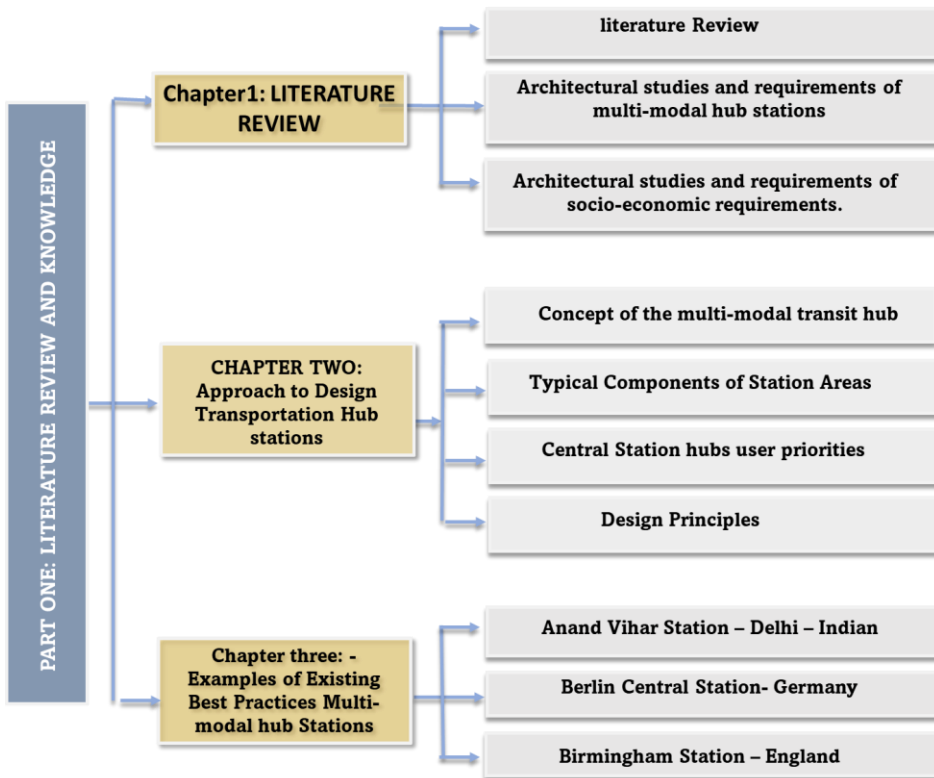 PART ONE: LITERATURE REVIEW AND KNOWLEDGE
Chapter1: LITERATURE
REVIEW
literature Review
Architectural studies and requirements of
multi-modal hub stations
Architectural studies and requirements of
socio-economic requirements.
CHAPTER TWO:
Approach to Design
Transportation Hub
stations
Concept of the multi-modal transit hub
Typical Components of Station Areas
Central Station hubs user priorities
Design Principles
Chapter three: -
Examples of Existing
Best Practices Multi-
modal hub Stations
Anand Vihar Station – Delhi – Indian
Berlin Central Station- Germany
Birmingham Station – England